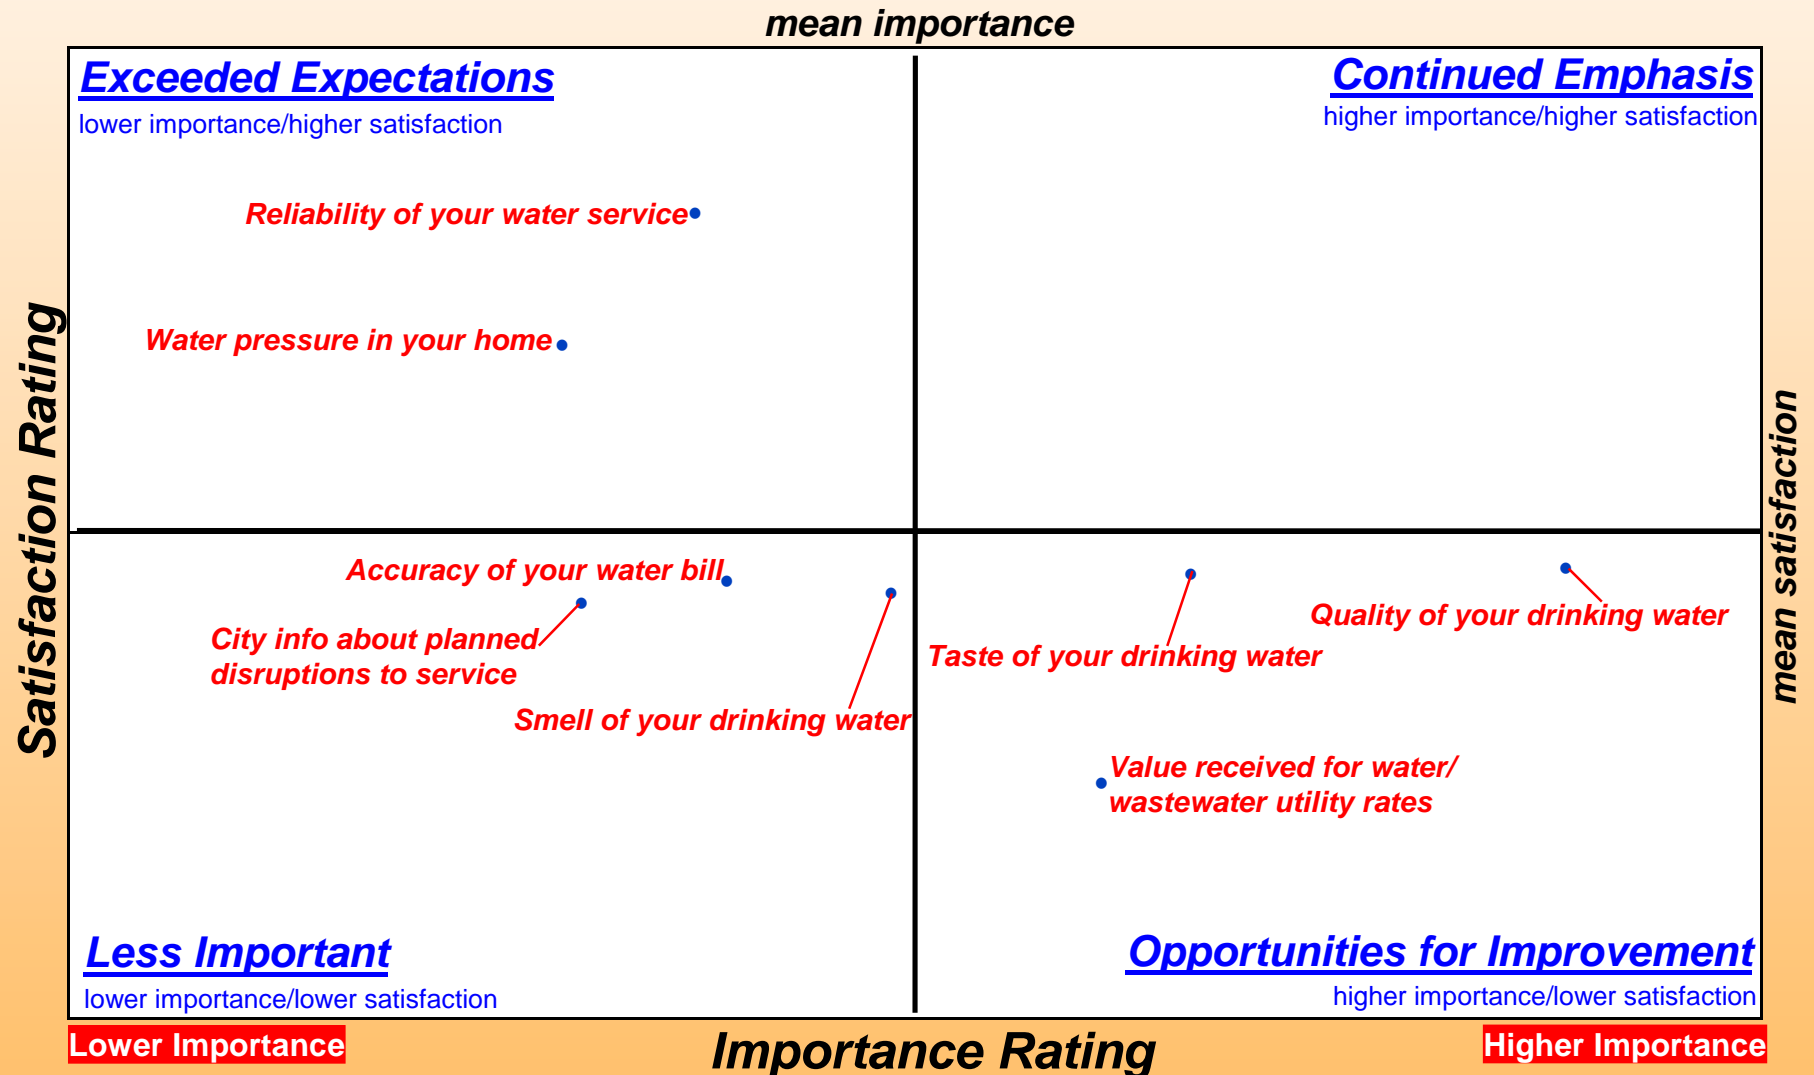 mean importance
Exceeded Expectations
lower importance/higher satisfaction
Continued Emphasis
higher importance/higher satisfaction
Reliability of your water service
Water pressure in your home
Satisfaction Rating
mean satisfaction
Accuracy of your water bill
City info about planned
disruptions to service
Smell of your drinking water
Quality of your drinking water
Taste of your drinking water
Value received for water/
wastewater utility rates
Less Important
lower importance/lower satisfaction
Opportunities for Improvement
higher importance/lower satisfaction
Lower Importance
Importance Rating
Higher Importance